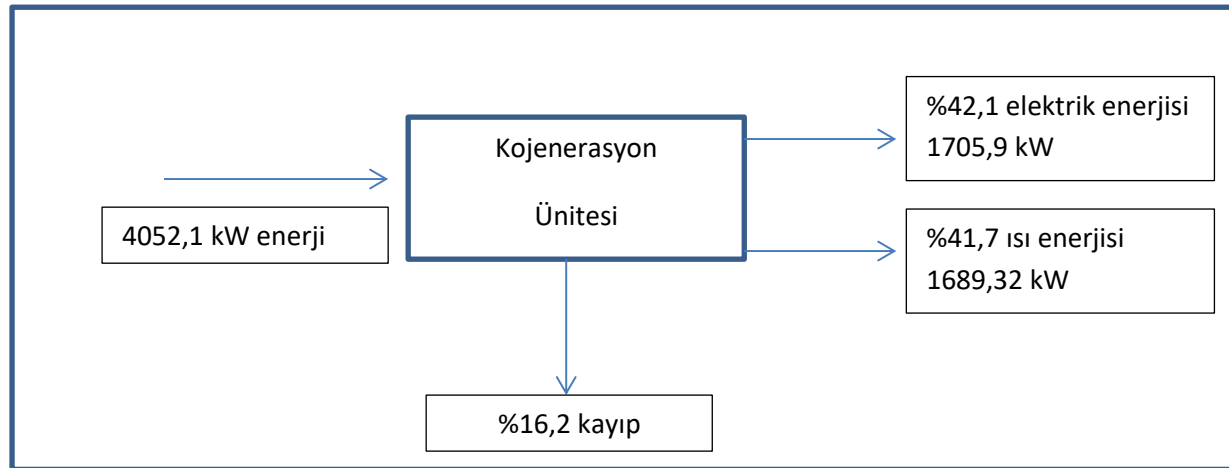 %42,1 elektrik enerjisi
1705,9 kW
Kojenerasyon
Ünitesi
4052,1 kW enerji
%41,7 ısı enerjisi
1689,32 kW
%16,2 kayıp